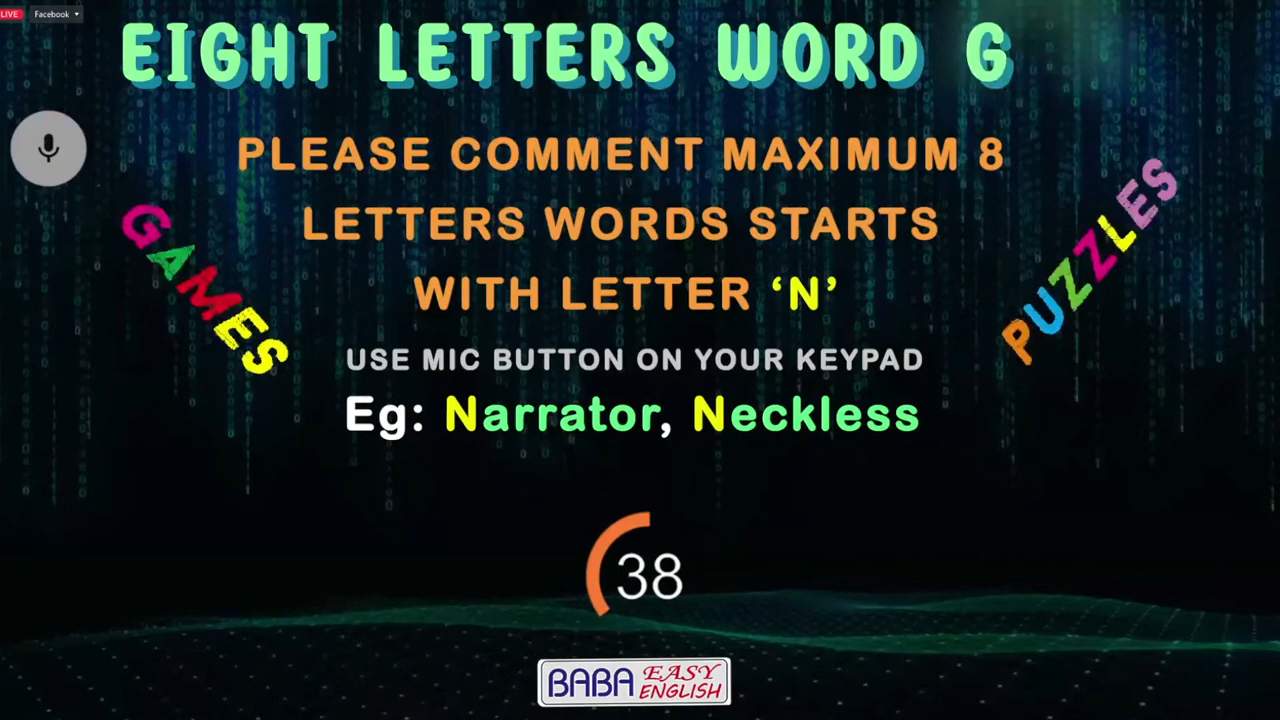 LIVE Facebook
EIGHT LETTERS WORD G
PLEASE COMMENT MAXIMUM 8
LETTERS WORDS STARTS
WITH LETTER ‘N’
GAMES
PUZZLES
USE MIC BUTTON ON YOUR KEYPAD
Eg: Narrator, Neckless
38
BABA EASY ENGLISH